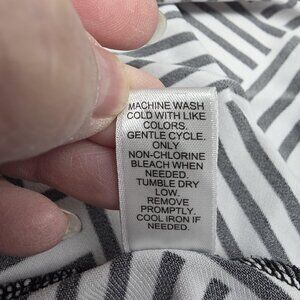 MACHINE WASH
COLD WITH LIKE
COLORS.
GENTLE CYCLE.
ONLY
NON-CHLORINE
BLEACH WHEN
NEEDED.
TUMBLE DRY
LOW.
REMOVE
PROMPTLY.
COOL IRON IF
NEEDED.